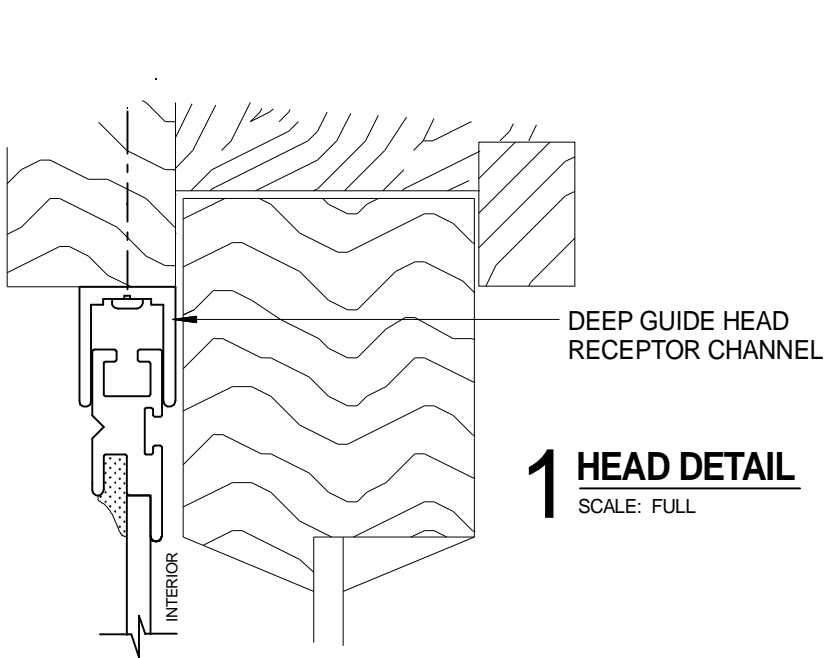 DEEP GUIDE HEAD
RECEPTOR CHANNEL
1 HEAD DETAIL
SCALE: FULL
INTERIOR